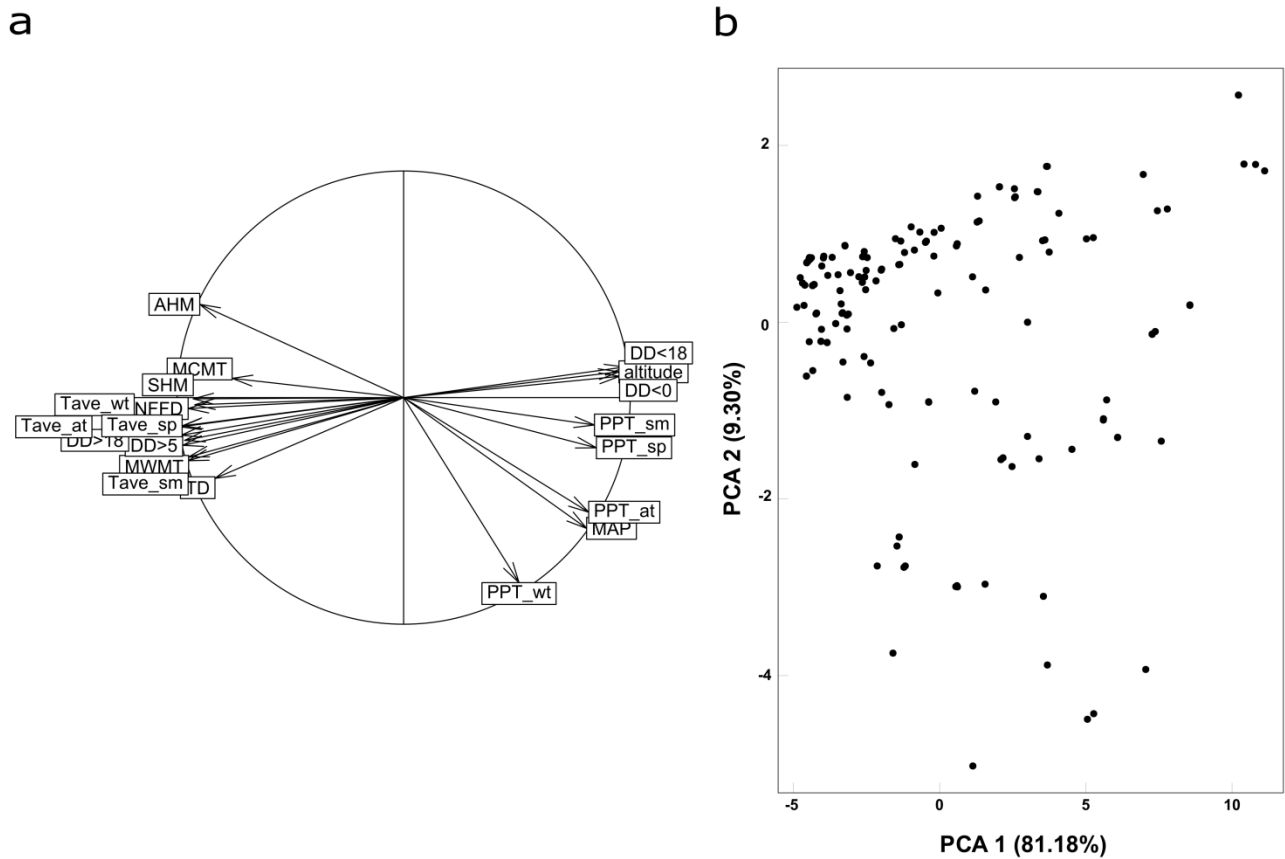 a
b
AHM
MCMT
SHM
Tave_wt
NFFD
Tave_at
Tave_sp
DD>18
DD>5
MWMT
Tave_sm
TD
DD<18
altitude
DD<0
PPT_sm
PPT_sp
PPT_at
MAP
PPT_wt
PCA 2 (9.30%)
2
0
-2
-4
-5
0
5
10
PCA 1 (81.18%)